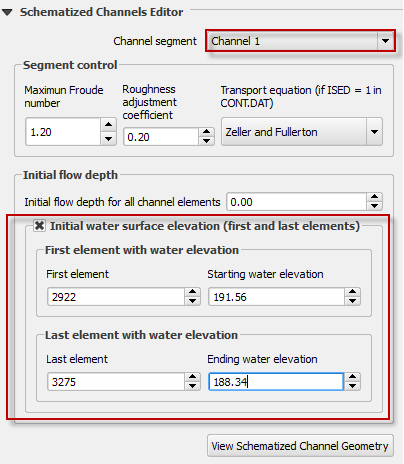 Schematized Channels Editor
Channel segment Channel 1
Segment control
Maximun Froude number
Roughness adjustment coefficient
Transport equation (if ISED = 1 in CONT.DAT)
1.20 0.20 Zeller and Fullerton
Initial flow depth
Initial flow depth for all channel elements 0.00
Initial water surface elevation (first and last elements)
First element with water elevation
First element Starting water elevation
2922 191.56
Last element with water elevation
Last element Ending water elevation
3275 188.34
View Schematized Channel Geometry